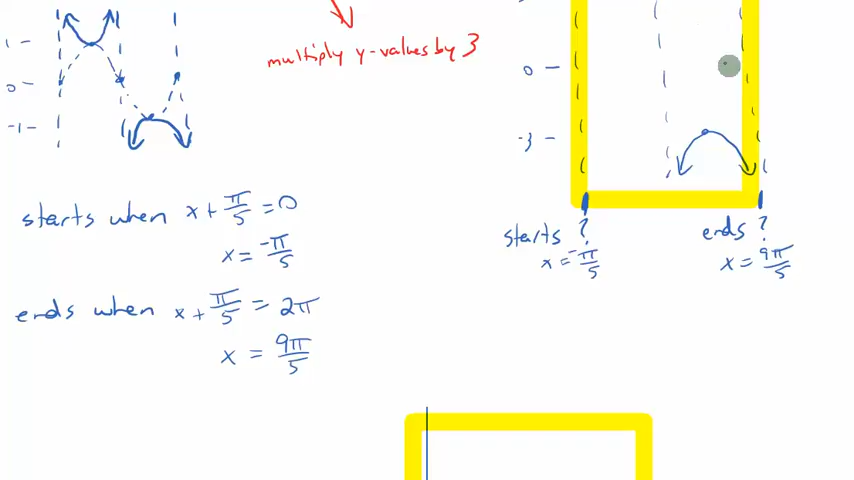 1
0
-1
multiply y-values by 3
0
-3
starts when x + π/5 = 0
x = -π/5
ends when x + π/5 = 2π
x = 9π/5
starts ?
x = -π/5
ends ?
x = 9π/5